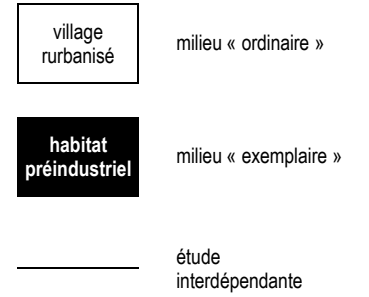 village
rurbanisé
milieu « ordinaire »
habitat
préindustriel
milieu « exemplaire »
étude
interdépendante